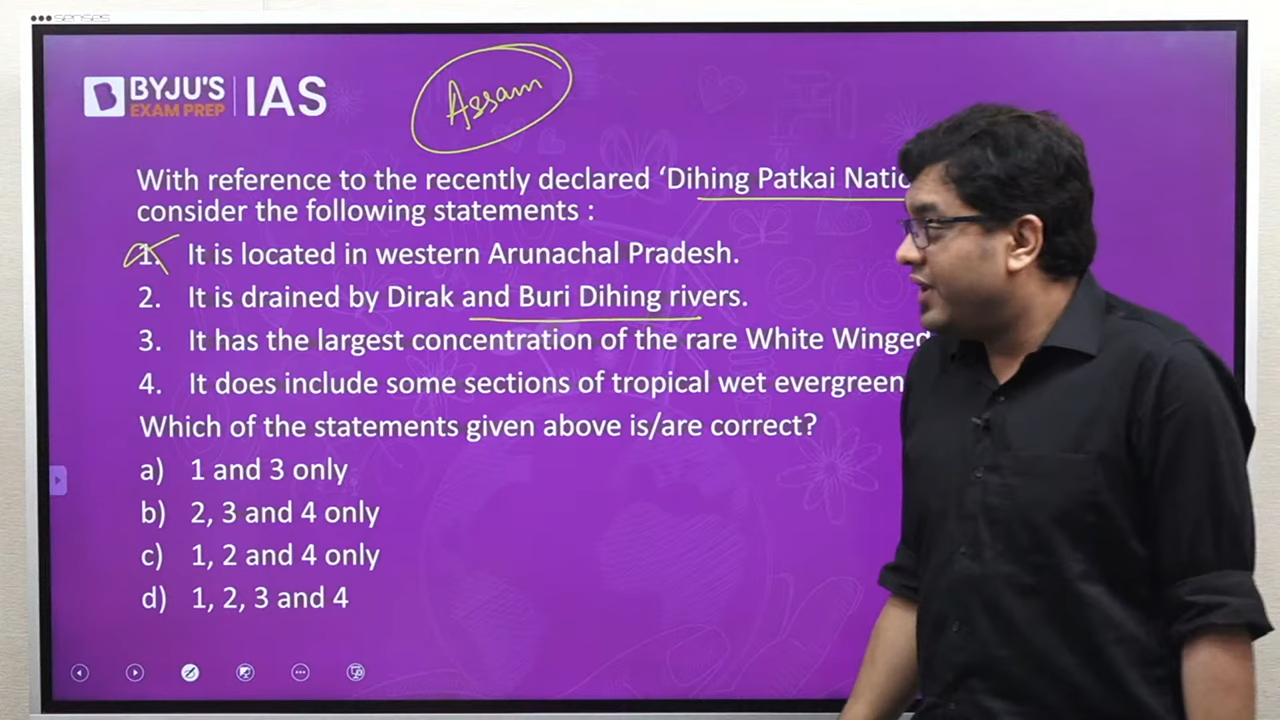 senses
BYJU'S
EXAM PREP
IAS
Assam
With reference to the recently declared ‘Dihing Patkai
consider the following statements :
1. It is located in western Arunachal Pradesh.
2. It is drained by Dirak and Buri Dihing rivers.
3. It has the largest concentration of the rare White Winged
4. It does include some sections of tropical wet evergreen
Which of the statements given above is/are correct?
a) 1 and 3 only
b) 2, 3 and 4 only
c) 1, 2 and 4 only
d) 1, 2, 3 and 4